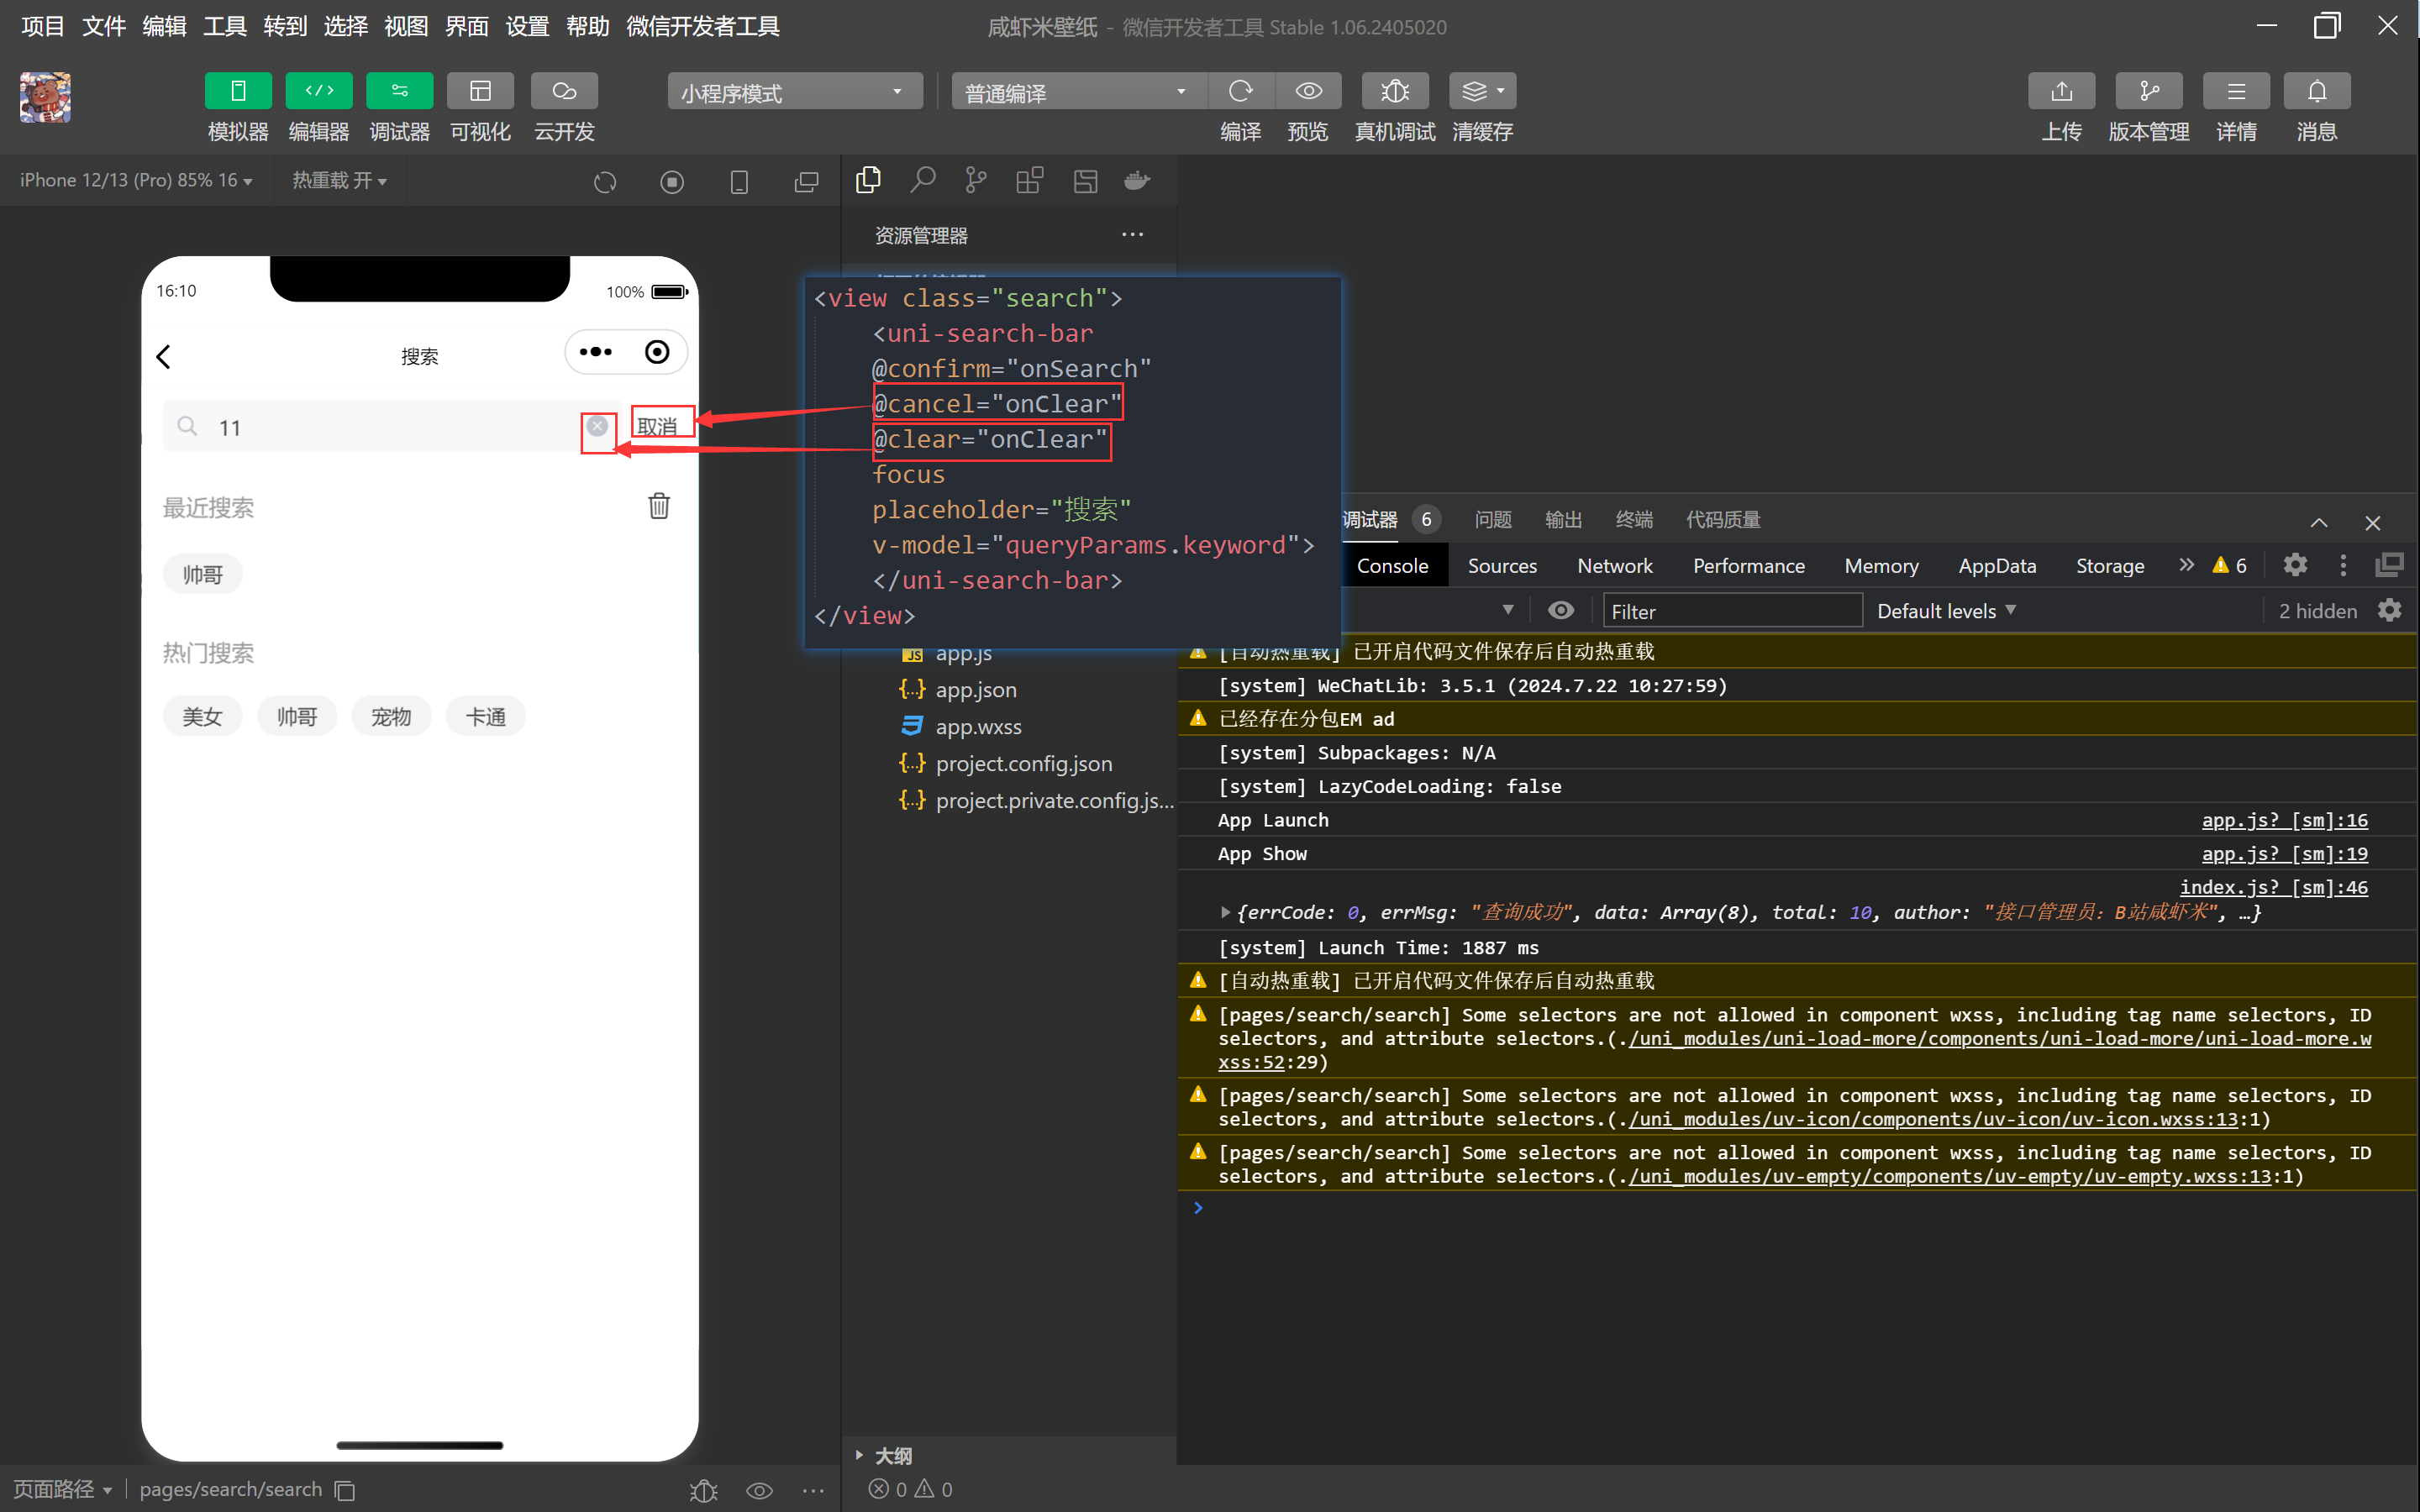 项目 文件 编辑 工具 转到 选择 视图 界面 设置 帮助 微信开发者工具
咸虾米壁纸 - 微信开发者工具 Stable 1.06.2405020
小程序模式
普通编译
模拟器 编辑器 调试器 可视化 云开发
编译 预览 真机调试 清缓存
上传 版本管理 详情 消息
iPhone 12/13 (Pro) 85% 16
热重载 开
资源管理器
16:10
100%
搜索
11
取消
最近搜索
帅哥
热门搜索
美女 帅哥 宠物 卡通
<view class="search">
<uni-search-bar
@confirm="onSearch"
@cancel="onClear"
@clear="onClear"
focus
placeholder="搜索"
v-model="queryParams.keyword">
</uni-search-bar>
</view>
JS app.js
{..} app.json
app.wxss
{..} project.config.json
{..} project.private.config.js...
大纲
0 0
调试器 6 问题 输出 终端 代码质量
Console Sources Network Performance Memory AppData Storage » 6
Filter
Default levels
2 hidden
[自动热重载] 已开启代码文件保存后自动热重载
[system] WeChatLib: 3.5.1 (2024.7.22 10:27:59)
已经存在分包EM ad
[system] Subpackages: N/A
[system] LazyCodeLoading: false
App Launch app.js? [sm]:16
App Show app.js? [sm]:19
index.js? [sm]:46
{errCode: 0, errMsg: "查询成功", data: Array(8), total: 10, author: "接口管理员: B站咸虾米", …}
[system] Launch Time: 1887 ms
[自动热重载] 已开启代码文件保存后自动热重载
[pages/search/search] Some selectors are not allowed in component wxss, including tag name selectors, ID
selectors, and attribute selectors.(./uni_modules/uni-load-more/components/uni-load-more/uni-load-more.w
xss:52:29)
[pages/search/search] Some selectors are not allowed in component wxss, including tag name selectors, ID
selectors, and attribute selectors.(./uni_modules/uv-icon/components/uv-icon/uv-icon.wxss:13:1)
[pages/search/search] Some selectors are not allowed in component wxss, including tag name selectors, ID
selectors, and attribute selectors.(./uni_modules/uv-empty/components/uv-empty/uv-empty.wxss:13:1)
页面路径 pages/search/search